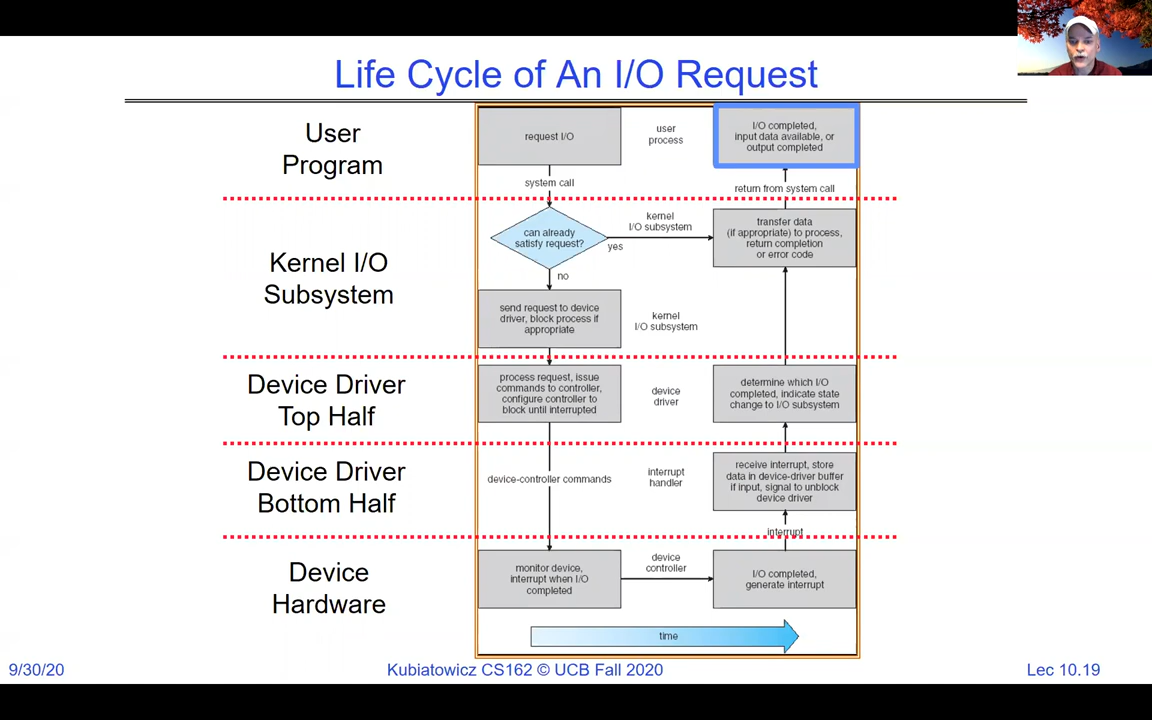 Life Cycle of An I/O Request
User
Program
request I/O
user
process
I/O completed,
input data available, or
output completed
system call
return from system call
Kernel I/O
Subsystem
can already
satisfy request?
kernel
I/O subsystem
yes
transfer data
(if appropriate) to process,
return completion
or error code
no
send request to device
driver, block process if
appropriate
kernel
I/O subsystem
Device Driver
Top Half
process request, issue
commands to controller,
configure controller to
block until interrupted
device
driver
determine which I/O
completed, indicate state
change to I/O subsystem
Device Driver
Bottom Half
device-controller commands
interrupt
handler
receive interrupt, store
data in device-driver buffer
if input, signal to unblock
device driver
interrupt
Device
Hardware
monitor device,
interrupt when I/O
completed
device
controller
I/O completed,
generate interrupt
time
9/30/20
Kubiatowicz CS162 © UCB Fall 2020
Lec 10.19